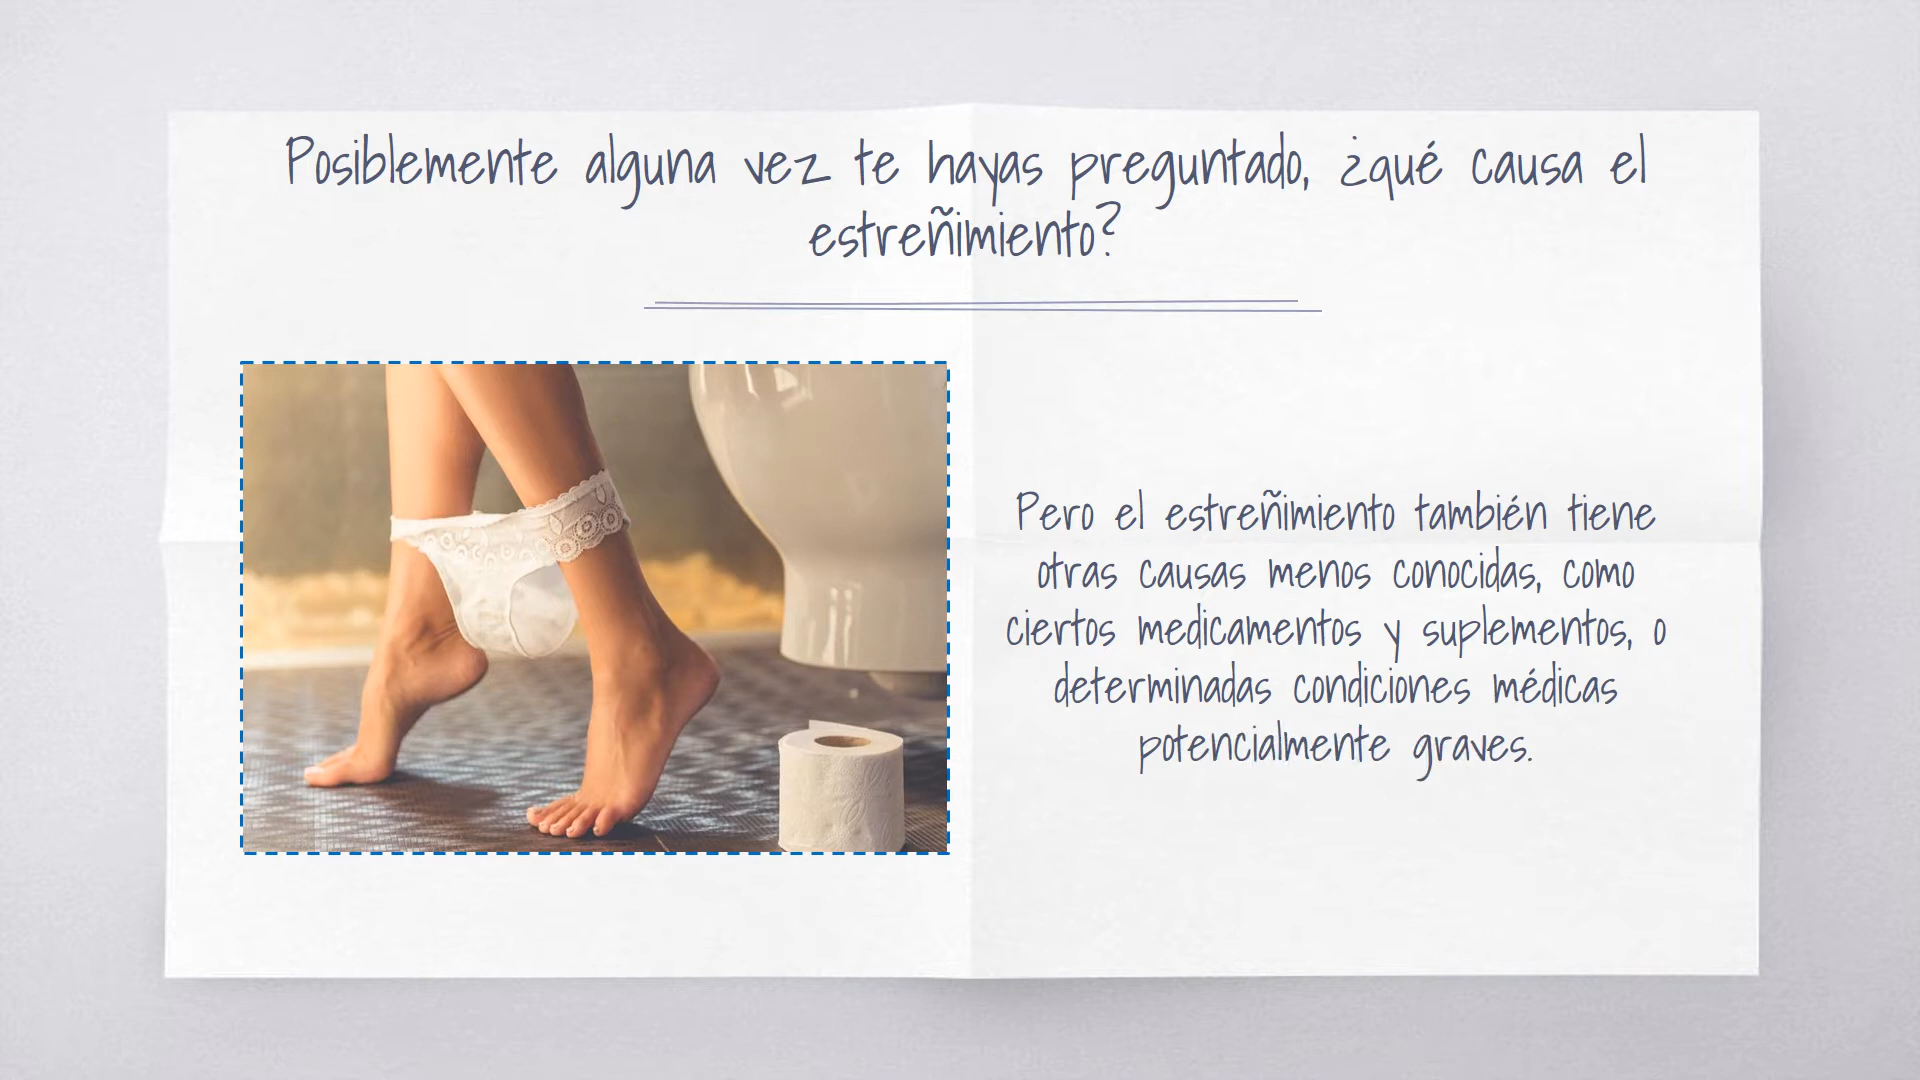 Posiblemente alguna vez te hayas preguntado, ¿qué causa el
estreñimiento?
Pero el estreñimiento también tiene
otras causas menos conocidas, como
ciertos medicamentos y suplementos, o
determinadas condiciones médicas
potencialmente graves.